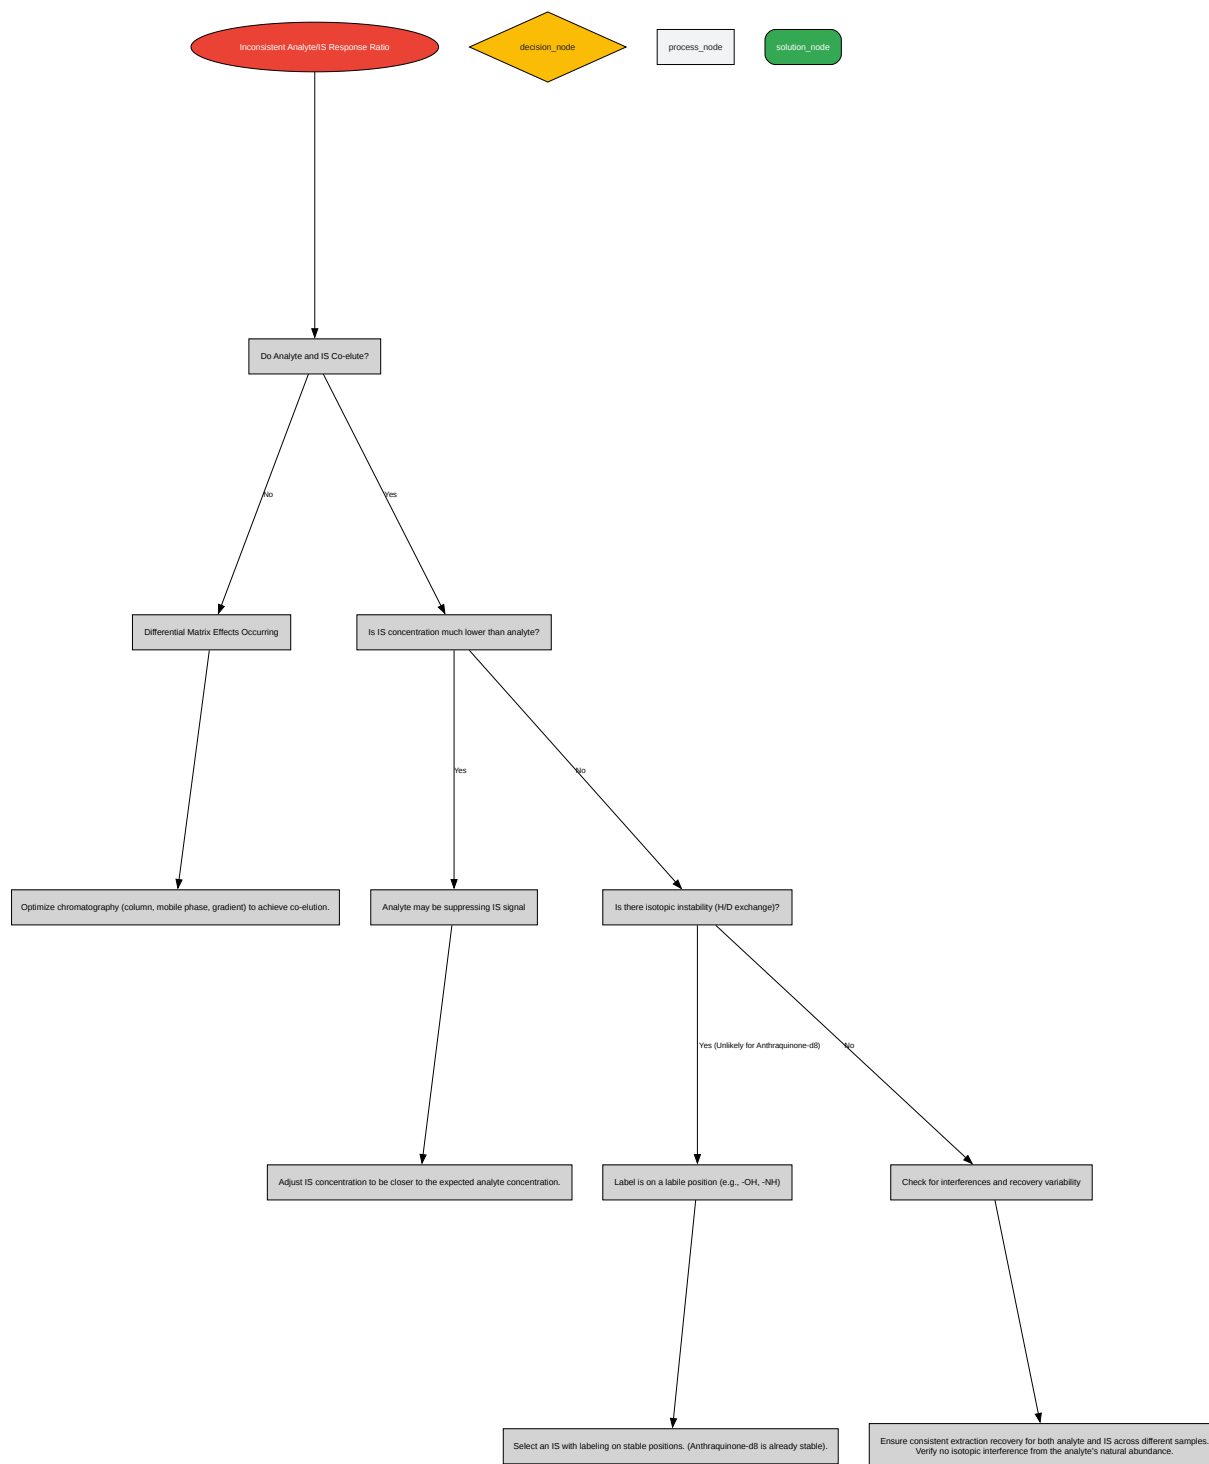 Inconsistent Analyte/IS Response Ratio
decision_node
process_node
solution_node
Do Analyte and IS Co-elute?
No
Yes
Differential Matrix Effects Occurring
Is IS concentration much lower than analyte?
Yes
No
Optimize chromatography (column, mobile phase, gradient) to achieve co-elution.
Analyte may be suppressing IS signal
Is there isotopic instability (H/D exchange)?
Yes (Unlikely for Anthraquinone-d8)
No
Adjust IS concentration to be closer to the expected analyte concentration.
Label is on a labile position (e.g., -OH, -NH)
Check for interferences and recovery variability
Select an IS with labeling on stable positions. (Anthraquinone-d8 is already stable).
Ensure consistent extraction recovery for both analyte and IS across different samples.
Verify no isotopic interference from the analyte's natural abundance.